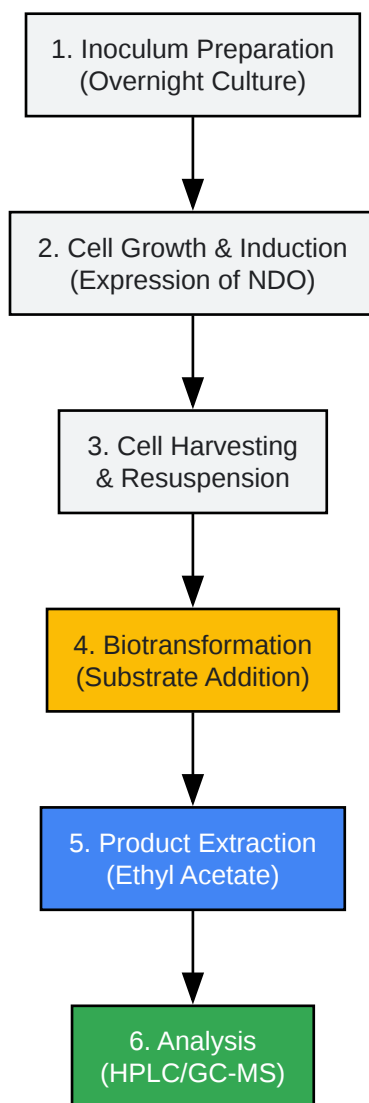 1. Inoculum Preparation
(Overnight Culture)
2. Cell Growth & Induction
(Expression of NDO)
3. Cell Harvesting
& Resuspension
4. Biotransformation
(Substrate Addition)
5. Product Extraction
(Ethyl Acetate)
6. Analysis
(HPLC/GC-MS)